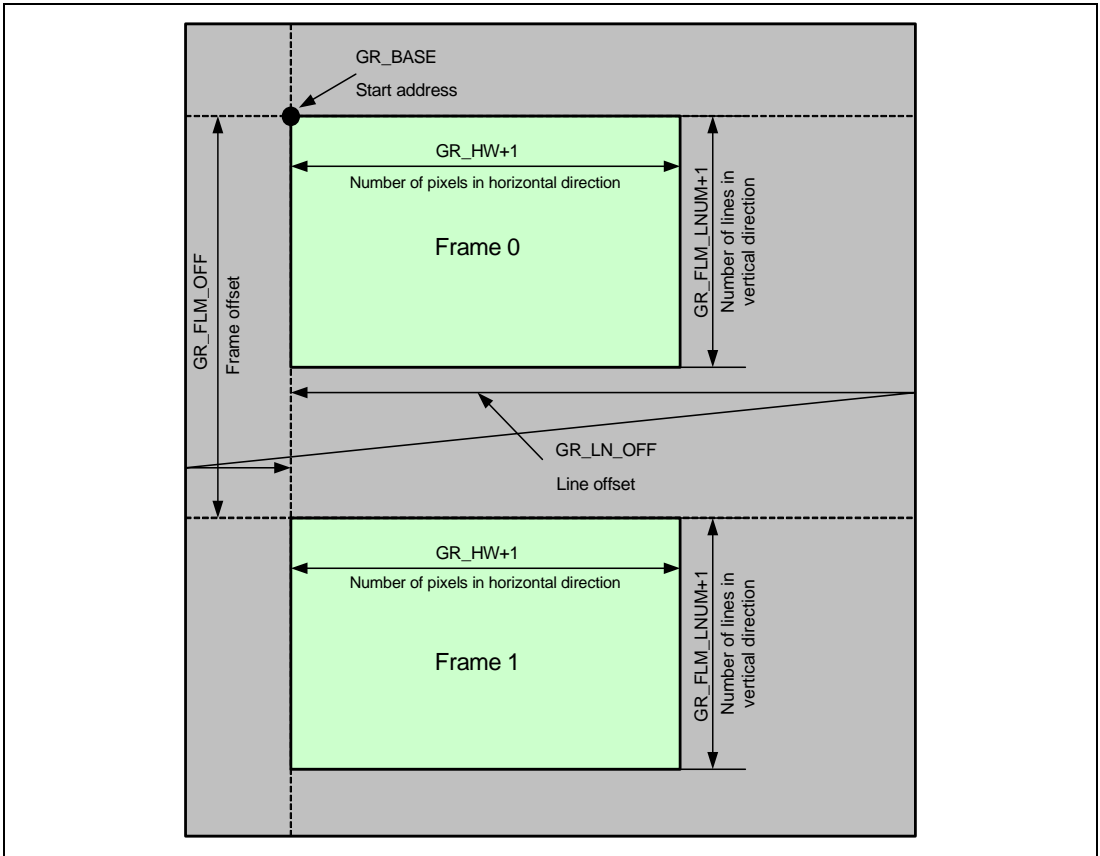 GR_BASE
Start address
GR_HW+1
Number of pixels in horizontal direction
Frame 0
GR_FLM_LNUM+1
Number of lines in
vertical direction
GR_FLM_OFF
Frame offset
GR_LN_OFF
Line offset
GR_HW+1
Number of pixels in horizontal direction
Frame 1
GR_FLM_LNUM+1
Number of lines in
vertical direction